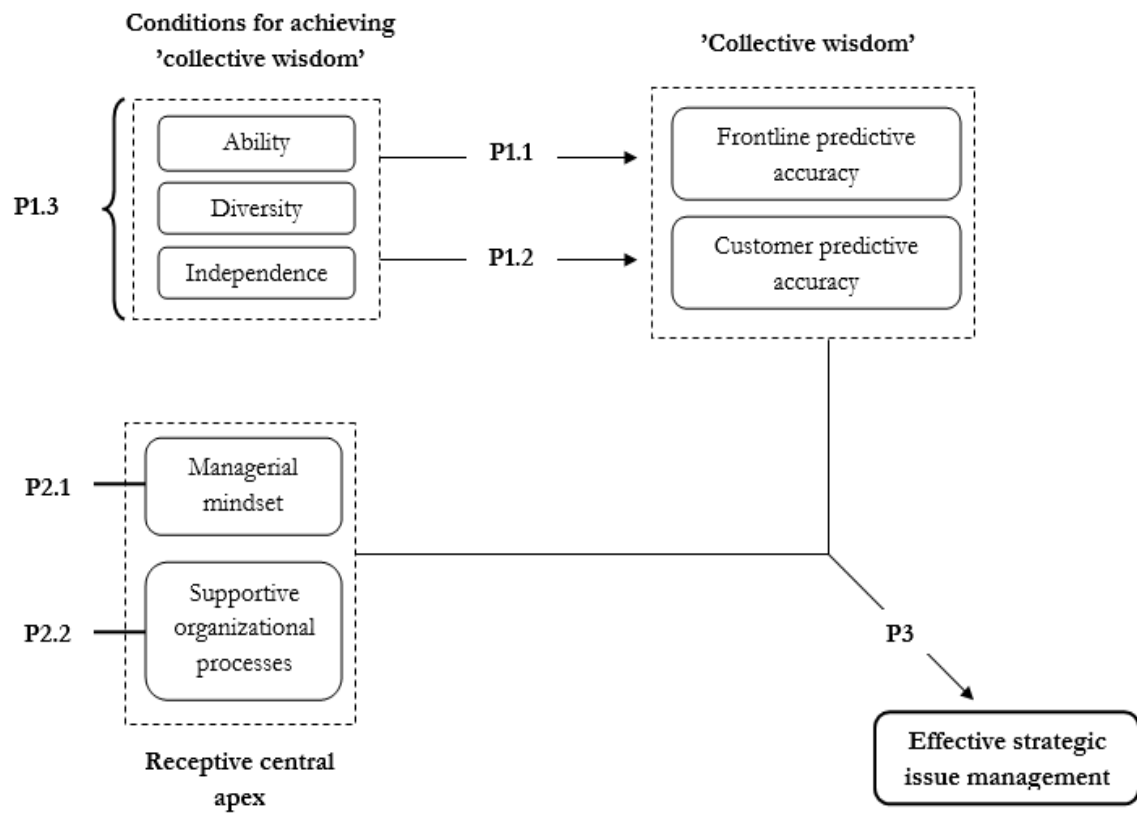 Conditions for achieving
’collective wisdom’
’Collective wisdom’
Ability
Diversity
Independence
P1.3
P1.1
P1.2
Frontline predictive
accuracy
Customer predictive
accuracy
P2.1
Managerial
mindset
P2.2
Supportive
organizational
processes
Receptive central
apex
P3
Effective strategic
issue management